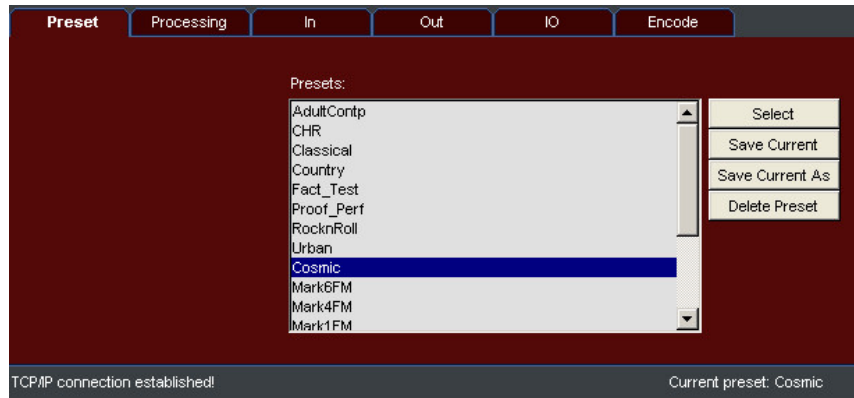 Preset Processing In Out IO Encode
Presets:
AdultContp
CHR
Classical
Country
Fact_Test
Proof_Perf
RocknRoll
Urban
Cosmic
Mark6FM
Mark4FM
Mark1FM
Select
Save Current
Save Current As
Delete Preset
TCP/IP connection established! Current preset: Cosmic